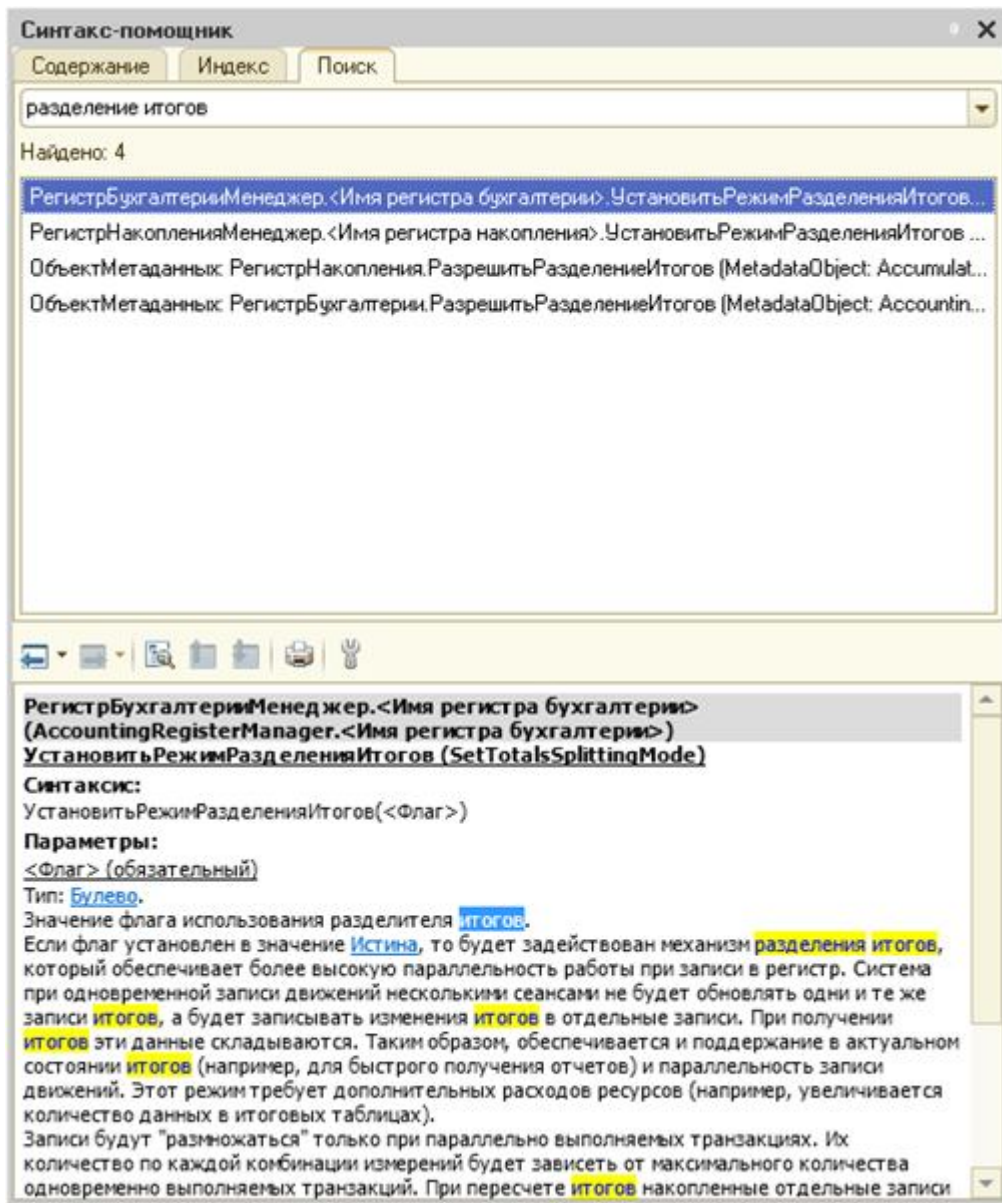 Синтакс-помощник
Содержание Индекс Поиск
разделение итогов
Найдено: 4
РегистрБухгалтерииМенеджер.<Имя регистра бухгалтерии>.УстановитьРежимРазделенияИтогов...
РегистрНакопленияМенеджер.<Имя регистра накопления>.УстановитьРежимРазделенияИтогов ...
ОбъектМетаданных: РегистрНакопления.РазрешитьРазделениеИтогов (MetadataObject: Accumulat...
ОбъектМетаданных: РегистрБухгалтерии.РазрешитьРазделениеИтогов (MetadataObject: Accountin...
РегистрБухгалтерииМенеджер.<Имя регистра бухгалтерии>
(AccountingRegisterManager.<Имя регистра бухгалтерии>)
УстановитьРежимРазделенияИтогов (SetTotalsSplittingMode)
Синтаксис:
УстановитьРежимРазделенияИтогов(<Флаг>)
Параметры:
<Флаг> (обязательный)
Тип: Булево.
Значение флага использования разделителя итогов.
Если флаг установлен в значение Истина, то будет задействован механизм разделения итогов,
который обеспечивает более высокую параллельность работы при записи в регистр. Система
при одновременной записи движений несколькими сеансами не будет обновлять одни и те же
записи итогов, а будет записывать изменения итогов в отдельные записи. При получении
итогов эти данные складываются. Таким образом, обеспечивается и поддержание в актуальном
состоянии итогов (например, для быстрого получения отчетов) и параллельность записи
движений. Этот режим требует дополнительных расходов ресурсов (например, увеличивается
количество данных в итоговых таблицах).
Записи будут "размножаться" только при параллельно выполняемых транзакциях. Их
количество по каждой комбинации измерений будет зависеть от максимального количества
одновременно выполняемых транзакций. При пересчете итогов накопленные отдельные записи